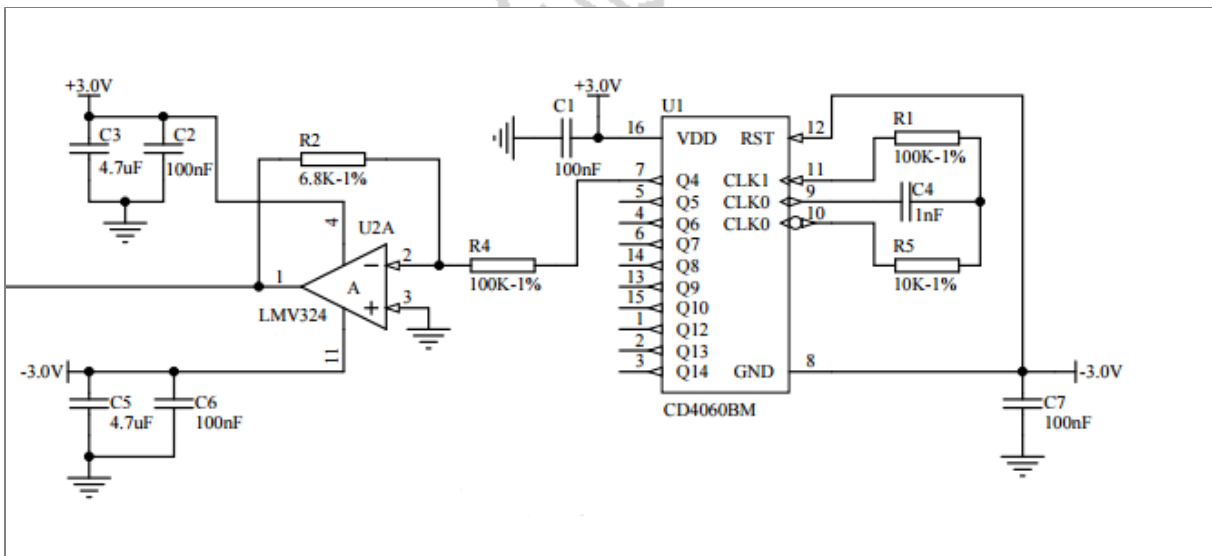 +3.0V
C3
4.7uF
C2
100nF
R2
6.8K-1%
4
U2A
2
1
A
3
LMV324
11
R4
100K-1%
-3.0V
C5
4.7uF
C6
100nF
+3.0V
C1
100nF
U1
16
VDD
RST
12
7
Q4
CLK1
11
5
Q5
CLK0
9
4
Q6
CLK0
10
6
Q7
14
Q8
13
Q9
15
Q10
1
Q12
2
Q13
3
Q14
GND
8
CD4060BM
R1
100K-1%
C4
1nF
R5
10K-1%
-3.0V
C7
100nF